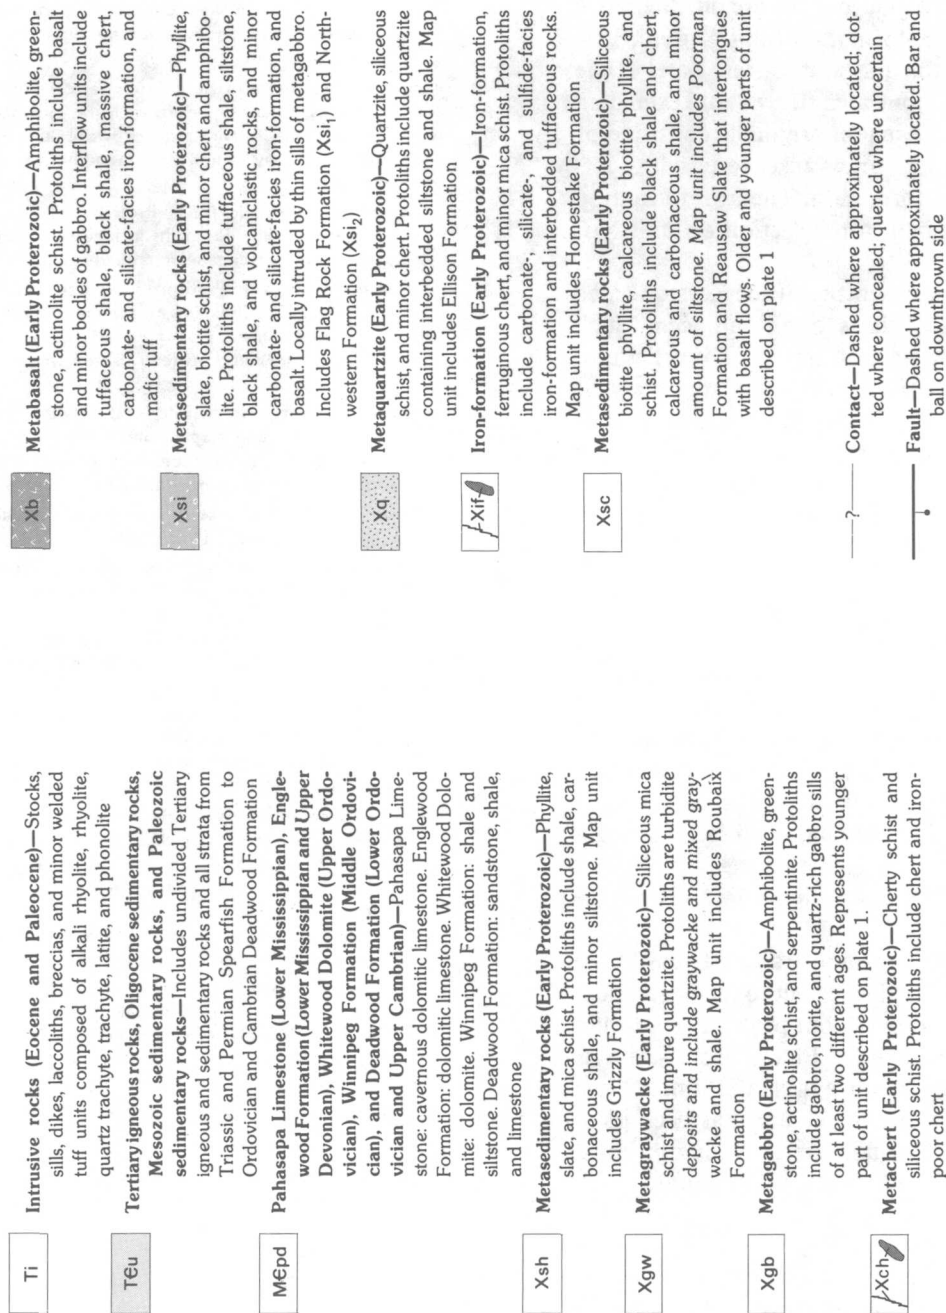 Ti
Intrusive rocks (Eocene and Paleocene)—Stocks,
sills, dikes, laccoliths, breccias, and minor welded
tuff units composed of alkali rhyolite, rhyolite,
quartz trachyte, trachyte, latite, and phonolite
TЄu
Tertiary igneous rocks, Oligocene sedimentary rocks,
Mesozoic sedimentary rocks, and Paleozoic
sedimentary rocks—Includes undivided Tertiary
igneous and sedimentary rocks and all strata from
Triassic and Permian Spearfish Formation to
Ordovician and Cambrian Deadwood Formation
MЄpd
Pahasapa Limestone (Lower Mississippian), Engle-
wood Formation (Lower Mississippian and Upper
Devonian), Whitewood Dolomite (Upper Ordo-
vician), Winnipeg Formation (Middle Ordovi-
cian), and Deadwood Formation (Lower Ordo-
vician and Upper Cambrian)—Pahasapa Lime-
stone: cavernous dolomitic limestone. Englewood
Formation: dolomitic limestone. Whitewood Dolo-
mite: dolomite. Winnipeg Formation: shale and
siltstone. Deadwood Formation: sandstone, shale,
and limestone
Xsh
Metasedimentary rocks (Early Proterozoic)—Phyllite,
slate, and mica schist. Protoliths include shale, car-
bonaceous shale, and minor siltstone. Map unit
includes Grizzly Formation
Xgw
Metagraywacke (Early Proterozoic)—Siliceous mica
schist and impure quartzite. Protoliths are turbidite
deposits and include graywacke and mixed gray-
wacke and shale. Map unit includes Roubaix
Formation
Xgb
Metagabbro (Early Proterozoic)—Amphibolite, green-
stone, actinolite schist, and serpentinite. Protoliths
include gabbro, norite, and quartz-rich gabbro sills
of at least two different ages. Represents younger
part of unit described on plate 1.
Xch
Metachert (Early Proterozoic)—Cherty schist and
siliceous schist. Protoliths include chert and iron-
poor chert
Xb
Metabasalt (Early Proterozoic)—Amphibolite, green-
stone, actinolite schist. Protoliths include basalt
and minor bodies of gabbro. Interflow units include
tuffaceous shale, black shale, massive chert,
carbonate- and silicate-facies iron-formation, and
mafic tuff
Xsi
Metasedimentary rocks (Early Proterozoic)—Phyllite,
slate, biotite schist, and minor chert and amphibo-
lite. Protoliths include tuffaceous shale, siltstone,
black shale, and volcaniclastic rocks, and minor
carbonate- and silicate-facies iron-formation, and
basalt. Locally intruded by thin sills of metagabbro.
Includes Flag Rock Formation (Xsi₁) and North-
western Formation (Xsi₂)
Xq
Metaquartzite (Early Proterozoic)—Quartzite, siliceous
schist, and minor chert. Protoliths include quartzite
containing interbedded siltstone and shale. Map
unit includes Ellison Formation
Xif
Iron-formation (Early Proterozoic)—Iron-formation,
ferruginous chert, and minor mica schist. Protoliths
include carbonate-, silicate-, and sulfide-facies
iron-formation and interbedded tuffaceous rocks.
Map unit includes Homestake Formation
Xsc
Metasedimentary rocks (Early Proterozoic)—Siliceous
biotite phyllite, calcareous biotite phyllite, and
schist. Protoliths include black shale and chert,
calcareous and carbonaceous shale, and minor
amount of siltstone. Map unit includes Poorman
Formation and Reausaw Slate that intertongues
with basalt flows. Older and younger parts of unit
described on plate 1
?
Contact—Dashed where approximately located; dot-
ted where concealed; queried where uncertain
Fault—Dashed where approximately located. Bar and
ball on downthrown side